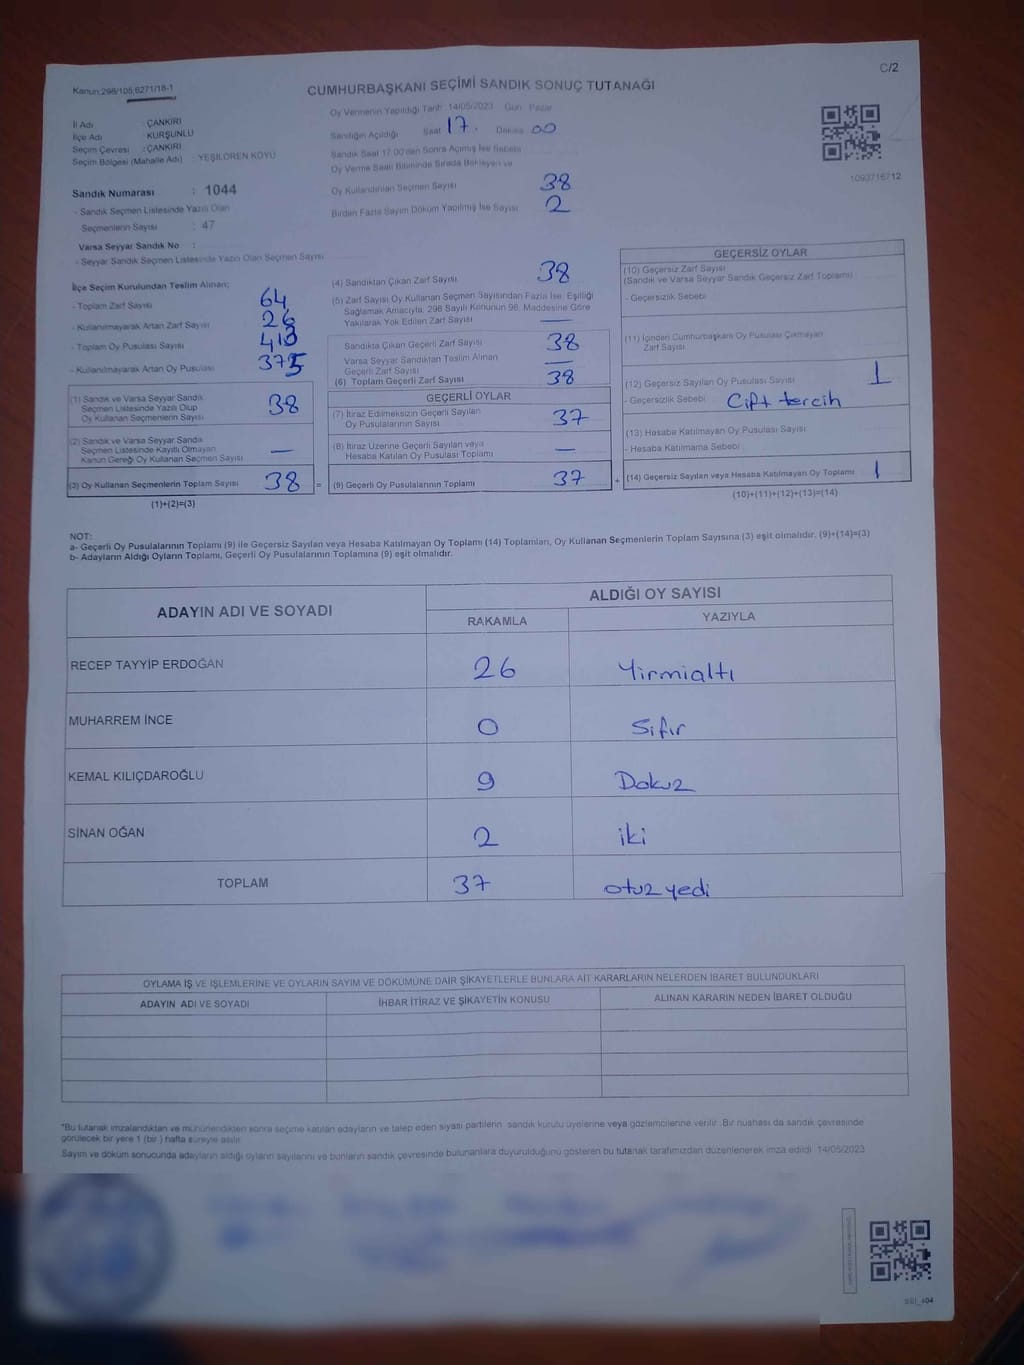 C/2
Kanun:298/105,6271/18-1
CUMHURBAŞKANI SEÇİMİ SANDIK SONUÇ TUTANAĞI
İl Adı ÇANKIRI
İlçe Adı KURŞUNLU
Seçim Çevresi :ÇANKIRI
Seçim Bölgesi (Mahalle Adı) : YEŞİLÖREN KÖYÜ
Sandık Numarası : 1044
- Sandık Seçmen Listesinde Yazılı Olan
Seçmenlerin Sayısı : 47
Varsa Seyyar Sandık No :
- Seyyar Sandık Seçmen Listesinde Yazılı Olan Seçmen Sayısı
Oy Vermenin Yapıldığı Tarih : 14/05/2023 Gün : Pazar
Sandığın Açıldığı Saat 17. Dakika 00
Sandık Saat 17.00'den Sonra Açılmış İse Sebebi
Oy Verme Saati Bitiminde Sırada Bekleyen ve
Oy Kullandırılan Seçmen Sayısı 38
Birden Fazla Sayım Döküm Yapılmış İse Sayısı 2
1093716712
İlçe Seçim Kurulundan Teslim Alınan;
- Toplam Zarf Sayısı 64
- Kullanılmayarak Artan Zarf Sayısı 26
- Toplam Oy Pusulası Sayısı 413
- Kullanılmayarak Artan Oy Pusulası 375
(1) Sandık ve Varsa Seyyar Sandık
Seçmen Listesinde Yazılı Olup
Oy Kullanan Seçmenlerin Sayısı 38
(2) Sandık ve Varsa Seyyar Sandık
Seçmen Listesinde Kayıtlı Olmayan
Kanun Gereği Oy Kullanan Seçmen Sayısı —
(3) Oy Kullanan Seçmenlerin Toplam Sayısı 38 =
(1)+(2)=(3)
(4) Sandıktan Çıkan Zarf Sayısı 38
(5) Zarf Sayısı Oy Kullanan Seçmen Sayısından Fazla İse, Eşitliği
Sağlamak Amacıyla; 298 Sayılı Konunun 98. Maddesine Göre
Yakılarak Yok Edilen Zarf Sayısı —
Sandıkta Çıkan Geçerli Zarf Sayısı 38
Varsa Seyyar Sandıktan Teslim Alınan
Geçerli Zarf Sayısı —
(6) Toplam Geçerli Zarf Sayısı 38
GEÇERLİ OYLAR
(7) İtiraz Edilmeksizin Geçerli Sayılan
Oy Pusulalarının Sayısı 37
(8) İtiraz Üzerine Geçerli Sayılan veya
Hesaba Katılan Oy Pusulası Toplamı —
(9) Geçerli Oy Pusulalarının Toplamı 37 +
GEÇERSİZ OYLAR
(10) Geçersiz Zarf Sayısı
(Sandık ve Varsa Seyyar Sandık Geçersiz Zarf Toplamı)
- Geçersizlik Sebebi
(11) İçinden Cumhurbaşkanı Oy Pusulası Çıkmayan
Zarf Sayısı
(12) Geçersiz Sayılan Oy Pusulası Sayısı 1
- Geçersizlik Sebebi Çift tercih
(13) Hesaba Katılmayan Oy Pusulası Sayısı
- Hesaba Katılmama Sebebi
(14) Geçersiz Sayılan veya Hesaba Katılmayan Oy Toplamı 1
(10)+(11)+(12)+(13)=(14)
NOT:
a- Geçerli Oy Pusulalarının Toplamı (9) ile Geçersiz Sayılan veya Hesaba Katılmayan Oy Toplamı (14) Toplamları, Oy Kullanan Seçmenlerin Toplam Sayısına (3) eşit olmalıdır. (9)+(14)=(3)
b- Adayların Aldığı Oyların Toplamı, Geçerli Oy Pusulalarının Toplamına (9) eşit olmalıdır.
ADAYIN ADI VE SOYADI ALDIĞI OY SAYISI
RAKAMLA YAZIYLA
RECEP TAYYİP ERDOĞAN 26 Yirmialtı
MUHARREM İNCE 0 Sıfır
KEMAL KILIÇDAROĞLU 9 Dokuz
SİNAN OĞAN 2 iki
TOPLAM 37 otuz yedi
OYLAMA İŞ VE İŞLEMLERİNE VE OYLARIN SAYIM VE DÖKÜMÜNE DAİR ŞİKAYETLERLE BUNLARA AİT KARARLARIN NELERDEN İBARET BULUNDUKLARI
ADAYIN ADI VE SOYADI İHBAR İTİRAZ VE ŞİKAYETİN KONUSU ALINAN KARARIN NEDEN İBARET OLDUĞU
*Bu tutanak imzalandıktan ve mühürlendikten sonra seçime katılan adayların ve talep eden siyasi partilerin sandık kurulu üyelerine veya gözlemcilerine verilir. Bir nüshası da sandık çevresinde
görülecek bir yere 1 (bir ) hafta süreyle asılır.
Sayım ve döküm sonucunda adayların aldığı oyların sayılarını ve bunların sandık çevresinde bulunanlara duyurulduğunu gösteren bu tutanak tarafımızdan düzenlenerek imza edildi. 14/05/2023